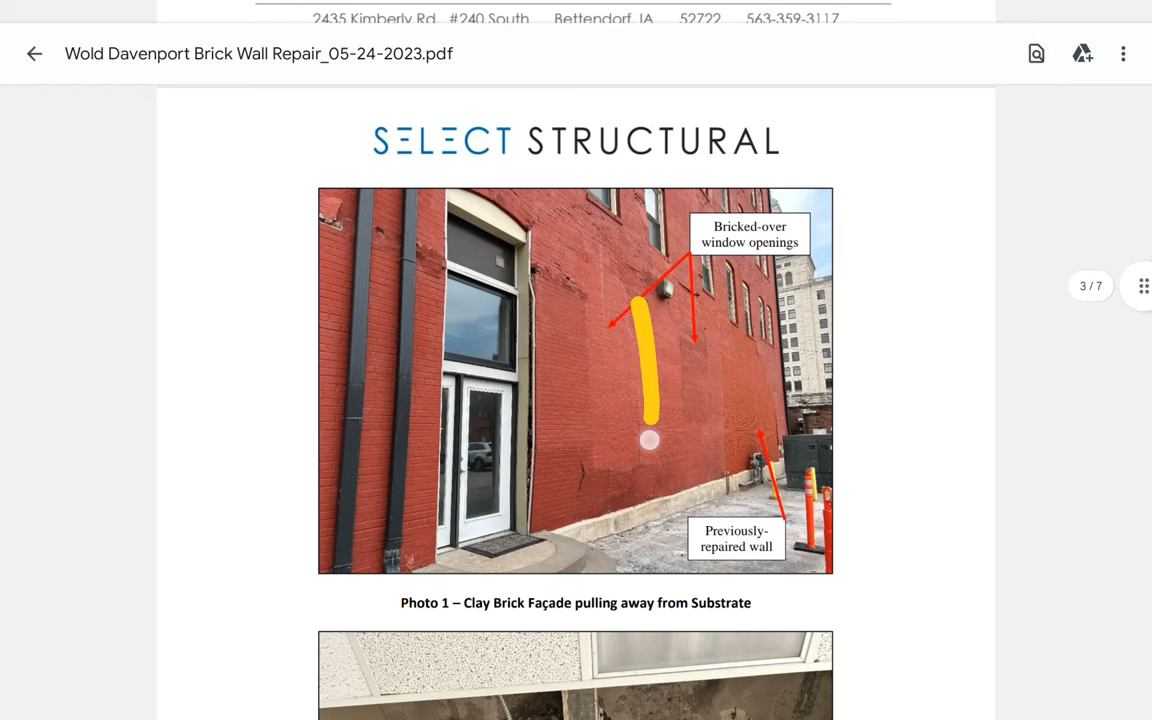 2435 Kimberly Rd #240 South Bettendorf, IA 52722 563-359-3117
Wold Davenport Brick Wall Repair_05-24-2023.pdf
SELECT STRUCTURAL
Bricked-over
window openings
3 / 7
Previously-
repaired wall
Photo 1 – Clay Brick Façade pulling away from Substrate